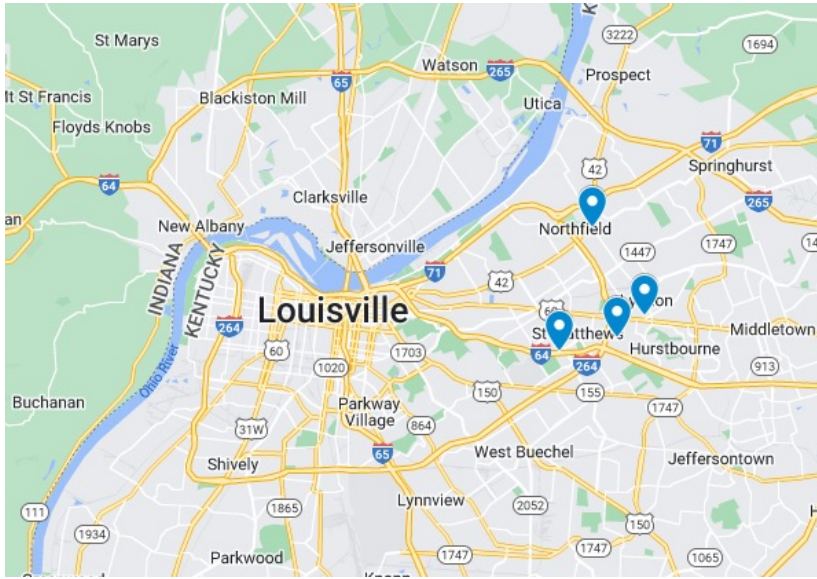 3222
1694
St Marys
Watson
265
Prospect
65
lt St Francis
Blackiston Mill
Utica
Floyds Knobs
71
42
Springhurst
64
Clarksville
265
New Albany
Northfield
Jeffersonville
1447
1747
INDIANA
KENTUCKY
71
42
Louisville
60
264
St Matthews
Middletown
60
1703
64
Hurstbourne
1020
264
913
Ohio River
150
155
Buchanan
Parkway
Village
1747
31W
864
65
West Buechel
Jeffersontown
Shively
Lynnview
111
1865
2052
150
1934
Parkwood
1747
1747
1065